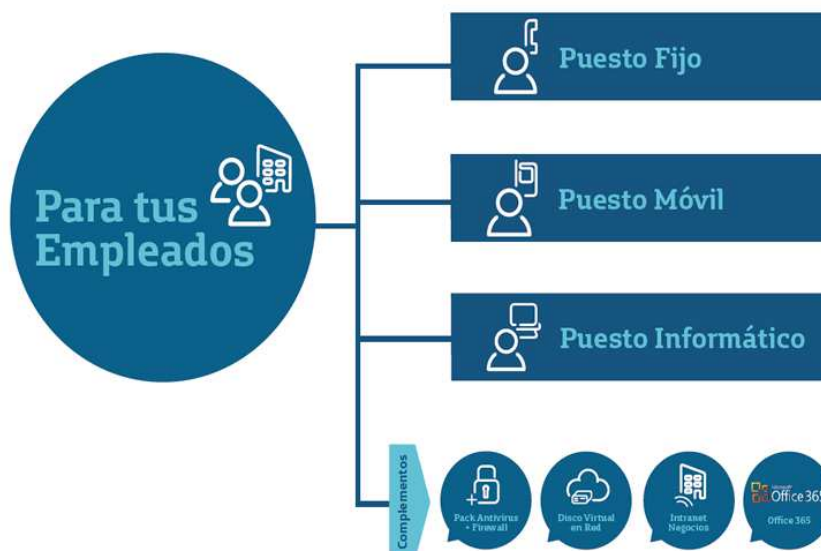 Para tus
Empleados
Puesto Fijo
Puesto Móvil
Puesto Informático
Complementos
Pack Antivirus
+ Firewall
Disco Virtual
en Red
Intranet
Negocios
Microsoft
Office 365
Office 365